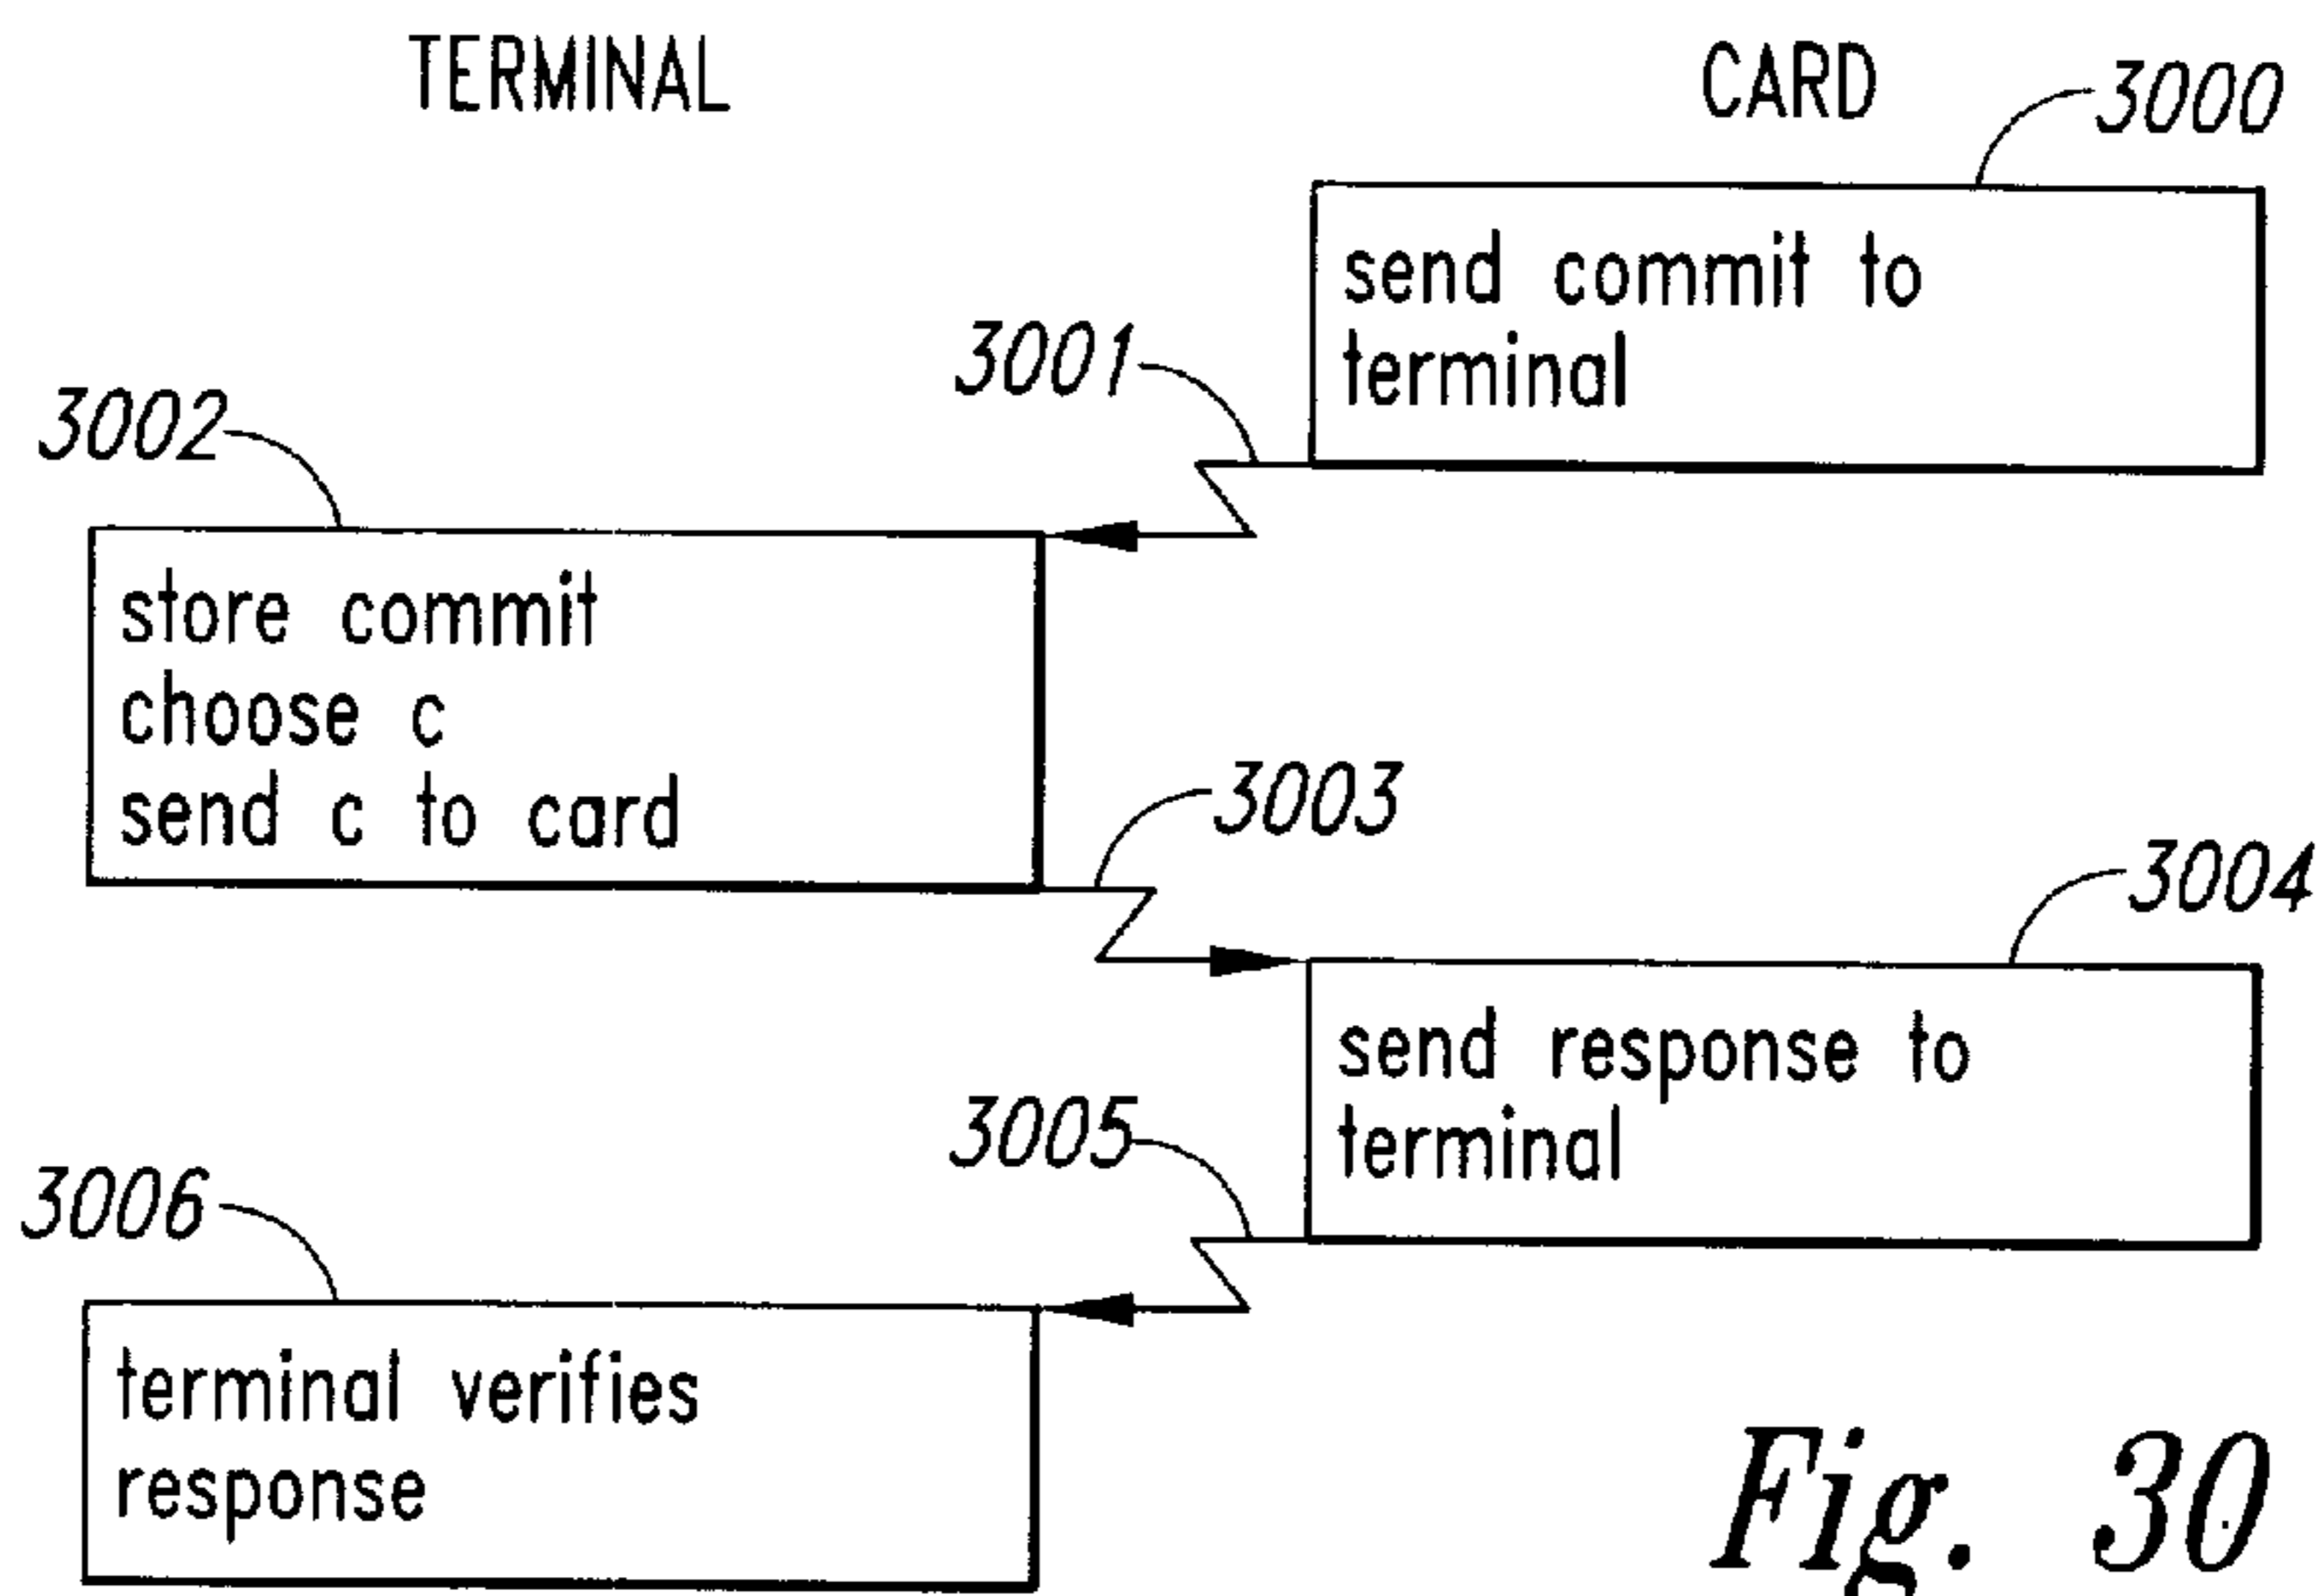 TERMINAL
CARD
3000
send commit to
terminal
3001
3002
store commit
choose c
send c to card
3003
3004
send response to
terminal
3005
3006
terminal verifies
response
Fig. 30